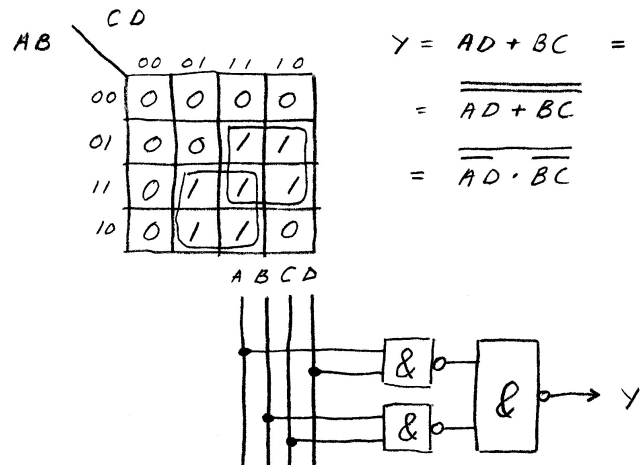 CD
AB
00 01 11 10
00 0 0 0 0
01 0 0 1 1
11 0 1 1 1
10 0 1 1 0
Y = AD + BC =
= \overline{\overline{AD + BC}}
= \overline{\overline{AD} · \overline{BC}}
A B C D
&
&
&
Y